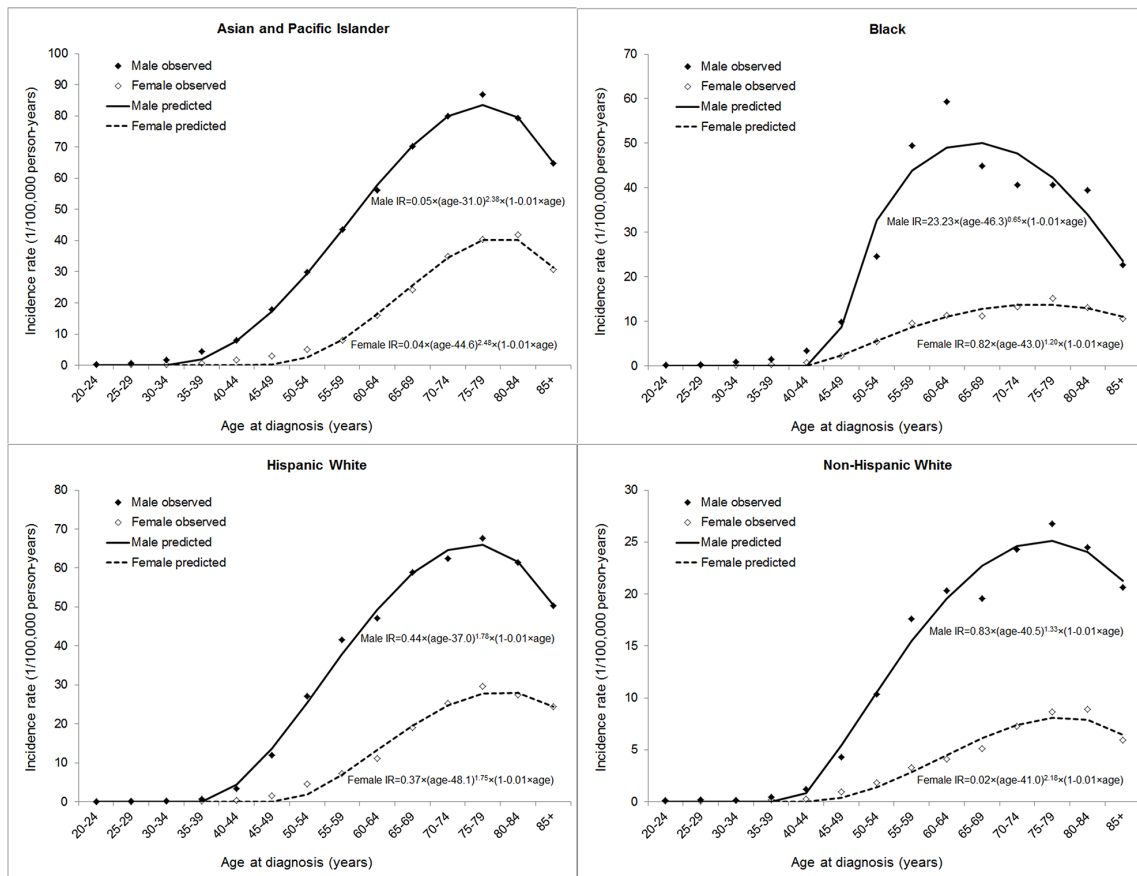 Asian and Pacific Islander
Incidence rate (1/100,000 person-years)
100
90
80
70
60
50
40
30
20
10
0
Male observed
Female observed
Male predicted
Female predicted
Male IR=0.05×(age-31.0)^2.38×(1-0.01×age)
Female IR=0.04×(age-44.6)^2.48×(1-0.01×age)
20-24 25-29 30-34 35-39 40-44 45-49 50-54 55-59 60-64 65-69 70-74 75-79 80-84 85+
Age at diagnosis (years)
Black
Incidence rate (1/100,000 person-years)
70
60
50
40
30
20
10
0
Male observed
Female observed
Male predicted
Female predicted
Male IR=23.23×(age-46.3)^0.65×(1-0.01×age)
Female IR=0.82×(age-43.0)^1.20×(1-0.01×age)
20-24 25-29 30-34 35-39 40-44 45-49 50-54 55-59 60-64 65-69 70-74 75-79 80-84 85+
Age at diagnosis (years)
Hispanic White
Incidence rate (1/100,000 person-years)
80
70
60
50
40
30
20
10
0
Male observed
Female observed
Male predicted
Female predicted
Male IR=0.44×(age-37.0)^1.78×(1-0.01×age)
Female IR=0.37×(age-48.1)^1.75×(1-0.01×age)
20-24 25-29 30-34 35-39 40-44 45-49 50-54 55-59 60-64 65-69 70-74 75-79 80-84 85+
Age at diagnosis (years)
Non-Hispanic White
Incidence rate (1/100,000 person-years)
30
25
20
15
10
5
0
Male observed
Female observed
Male predicted
Female predicted
Male IR=0.83×(age-40.5)^1.33×(1-0.01×age)
Female IR=0.02×(age-41.0)^2.18×(1-0.01×age)
20-24 25-29 30-34 35-39 40-44 45-49 50-54 55-59 60-64 65-69 70-74 75-79 80-84 85+
Age at diagnosis (years)